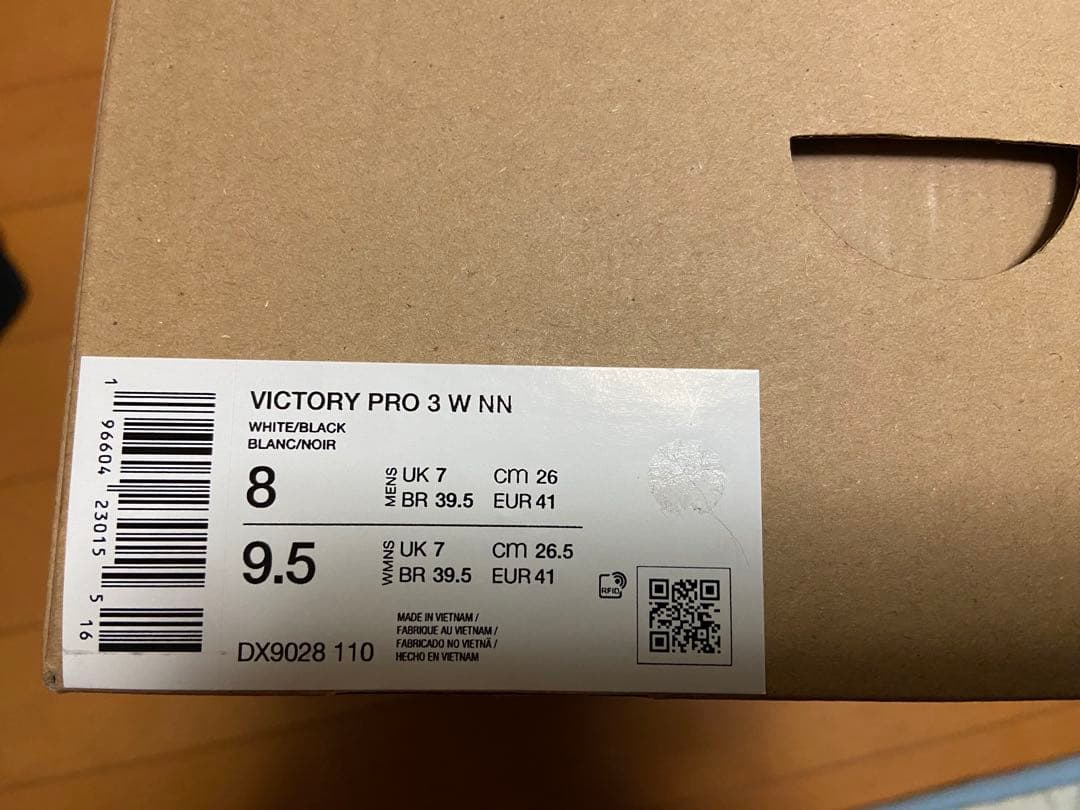 VICTORY PRO 3 W NN
WHITE/BLACK
BLANC/NOIR
8 MENS UK 7 cm 26
BR 39.5 EUR 41
9.5 WMNS UK 7 cm 26.5
BR 39.5 EUR 41
MADE IN VIETNAM /
FABRIQUE AU VIETNAM /
FABRICADO NO VIETNÃ /
HECHO EN VIETNAM
DX9028 110
RFID
1 96604 23015 5 16